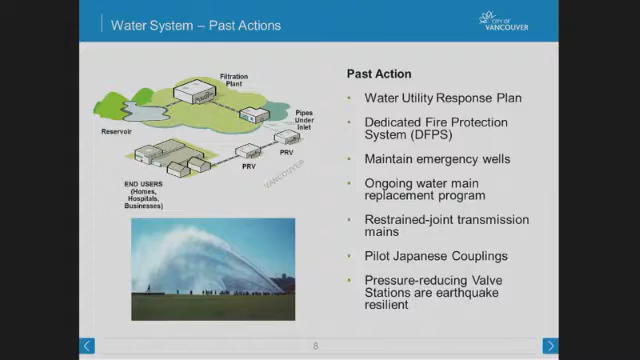 Water System – Past Actions
CITY OF
VANCOUVER
Filtration
Plant
Pipes
Under
Inlet
Reservoir
PRV
PRV
VANCOUVER
END USERS
(Homes,
Hospitals,
Businesses)
Past Action
• Water Utility Response Plan
• Dedicated Fire Protection
System (DFPS)
• Maintain emergency wells
• Ongoing water main
replacement program
• Restrained-joint transmission
mains
• Pilot Japanese Couplings
• Pressure-reducing Valve
Stations are earthquake
resilient
8